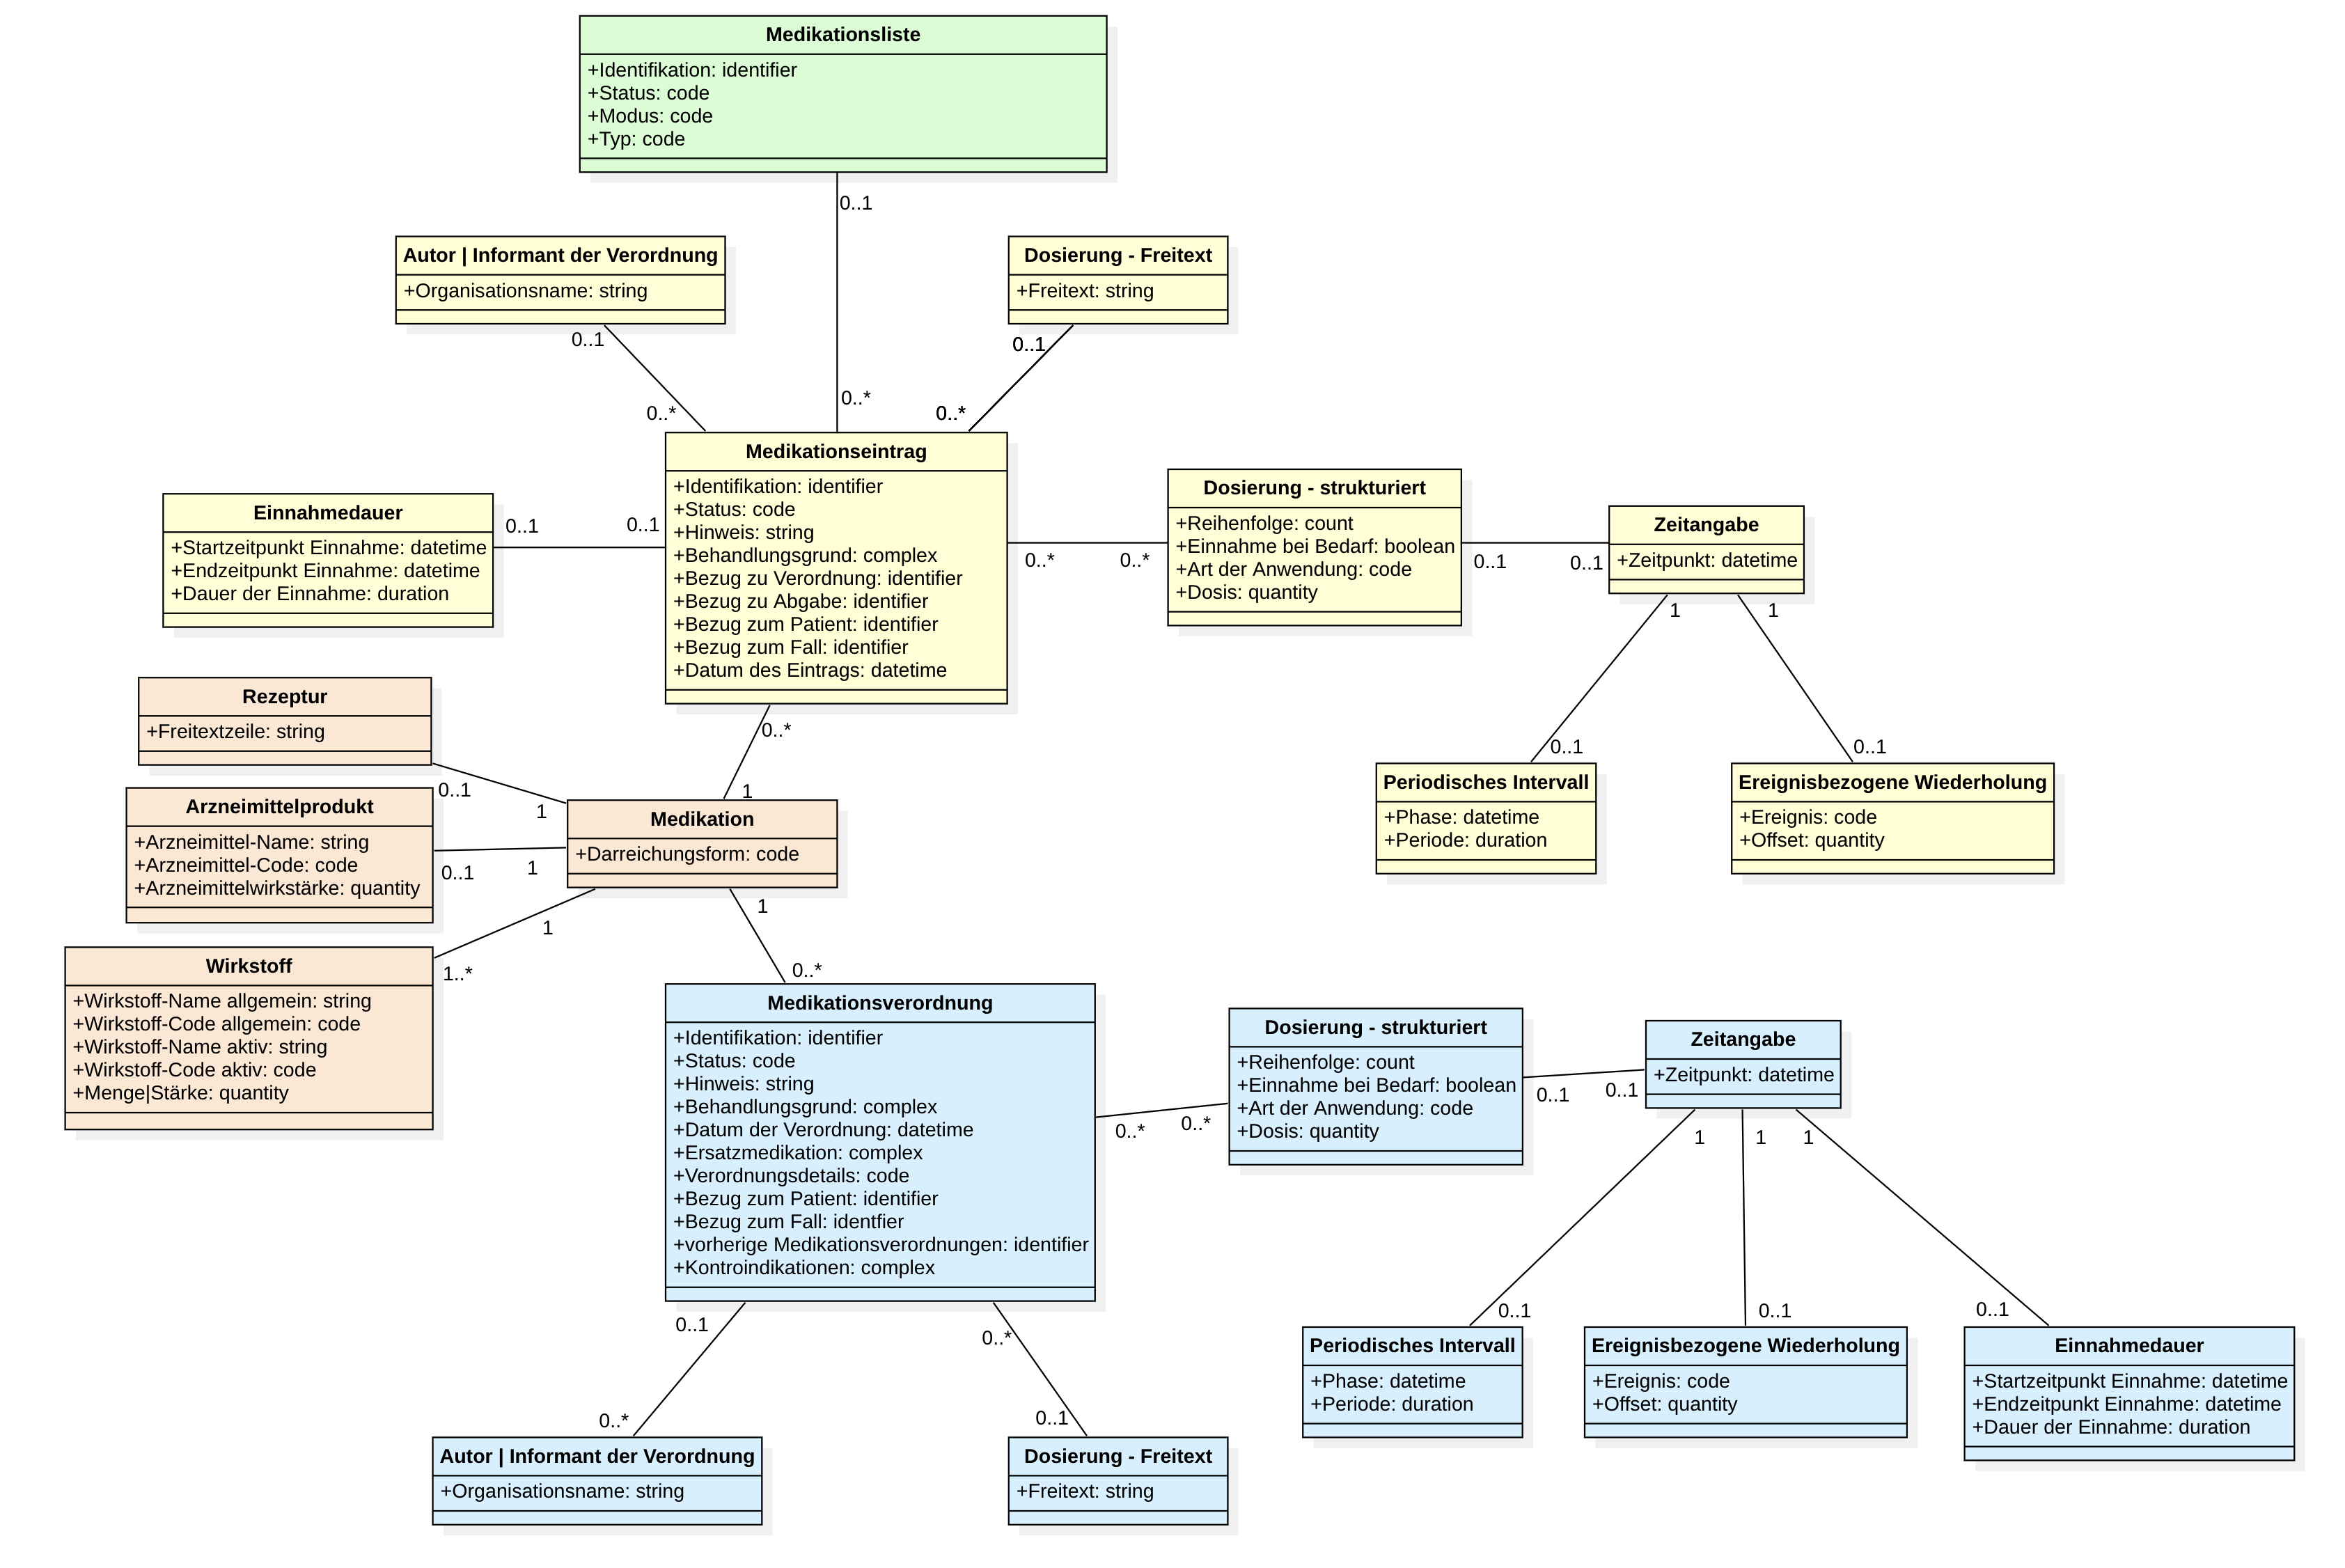 Medikationsliste
+Identifikation: identifier
+Status: code
+Modus: code
+Typ: code
0..1
Autor | Informant der Verordnung
+Organisationsname: string
0..1
0..*
Dosierung - Freitext
+Freitext: string
0..1
0..*
0..*
Medikationseintrag
+Identifikation: identifier
+Status: code
+Hinweis: string
+Behandlungsgrund: complex
+Bezug zu Verordnung: identifier
+Bezug zu Abgabe: identifier
+Bezug zum Patient: identifier
+Bezug zum Fall: identifier
+Datum des Eintrags: datetime
Einnahmedauer
+Startzeitpunkt Einnahme: datetime
+Endzeitpunkt Einnahme: datetime
+Dauer der Einnahme: duration
0..1
0..1
0..*
0..*
Dosierung - strukturiert
+Reihenfolge: count
+Einnahme bei Bedarf: boolean
+Art der Anwendung: code
+Dosis: quantity
0..1
0..1
Zeitangabe
+Zeitpunkt: datetime
1
1
0..1
0..1
Periodisches Intervall
+Phase: datetime
+Periode: duration
Ereignisbezogene Wiederholung
+Ereignis: code
+Offset: quantity
Rezeptur
+Freitextzeile: string
0..1
1
0..*
1
Arzneimittelprodukt
+Arzneimittel-Name: string
+Arzneimittel-Code: code
+Arzneimittelwirkstärke: quantity
0..1
1
Medikation
+Darreichungsform: code
1
1..*
1
0..*
Wirkstoff
+Wirkstoff-Name allgemein: string
+Wirkstoff-Code allgemein: code
+Wirkstoff-Name aktiv: string
+Wirkstoff-Code aktiv: code
+Menge|Stärke: quantity
Medikationsverordnung
+Identifikation: identifier
+Status: code
+Hinweis: string
+Behandlungsgrund: complex
+Datum der Verordnung: datetime
+Ersatzmedikation: complex
+Verordnungsdetails: code
+Bezug zum Patient: identifier
+Bezug zum Fall: identfier
+vorherige Medikationsverordnungen: identifier
+Kontroindikationen: complex
0..*
0..*
Dosierung - strukturiert
+Reihenfolge: count
+Einnahme bei Bedarf: boolean
+Art der Anwendung: code
+Dosis: quantity
0..1
0..1
Zeitangabe
+Zeitpunkt: datetime
1
1
1
0..1
0..1
0..1
Periodisches Intervall
+Phase: datetime
+Periode: duration
Ereignisbezogene Wiederholung
+Ereignis: code
+Offset: quantity
Einnahmedauer
+Startzeitpunkt Einnahme: datetime
+Endzeitpunkt Einnahme: datetime
+Dauer der Einnahme: duration
0..1
0..*
0..*
0..1
Autor | Informant der Verordnung
+Organisationsname: string
Dosierung - Freitext
+Freitext: string